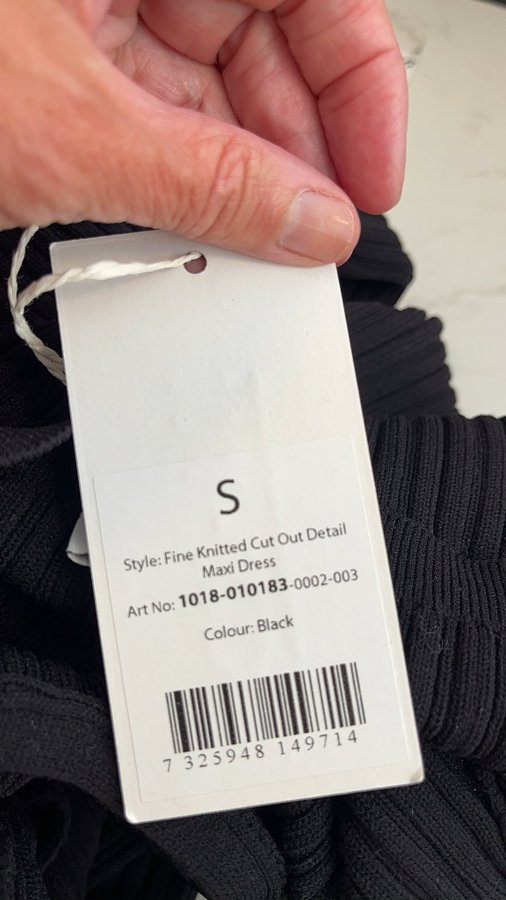 S
Style: Fine Knitted Cut Out Detail
Maxi Dress
Art No: 1018-010183-0002-003
Colour: Black
7 325948 149714